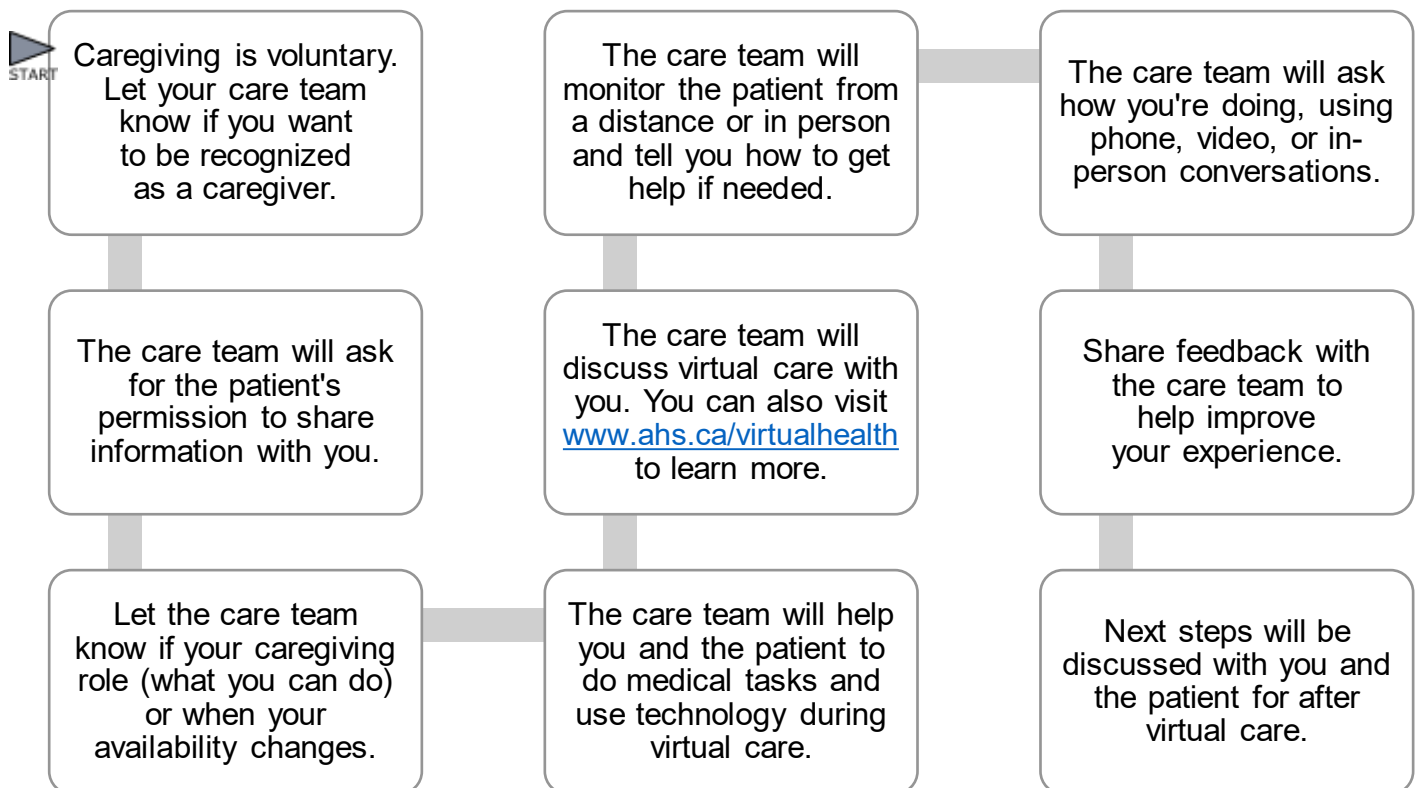 START
Caregiving is voluntary.
Let your care team
know if you want
to be recognized
as a caregiver.
The care team will ask
for the patient's
permission to share
information with you.
Let the care team
know if your caregiving
role (what you can do)
or when your
availability changes.
The care team will help
you and the patient to
do medical tasks and
use technology during
virtual care.
The care team will
discuss virtual care with
you. You can also visit
www.ahs.ca/virtualhealth
to learn more.
The care team will
monitor the patient from
a distance or in person
and tell you how to get
help if needed.
The care team will ask
how you're doing, using
phone, video, or in-
person conversations.
Share feedback with
the care team to
help improve
your experience.
Next steps will be
discussed with you and
the patient for after
virtual care.